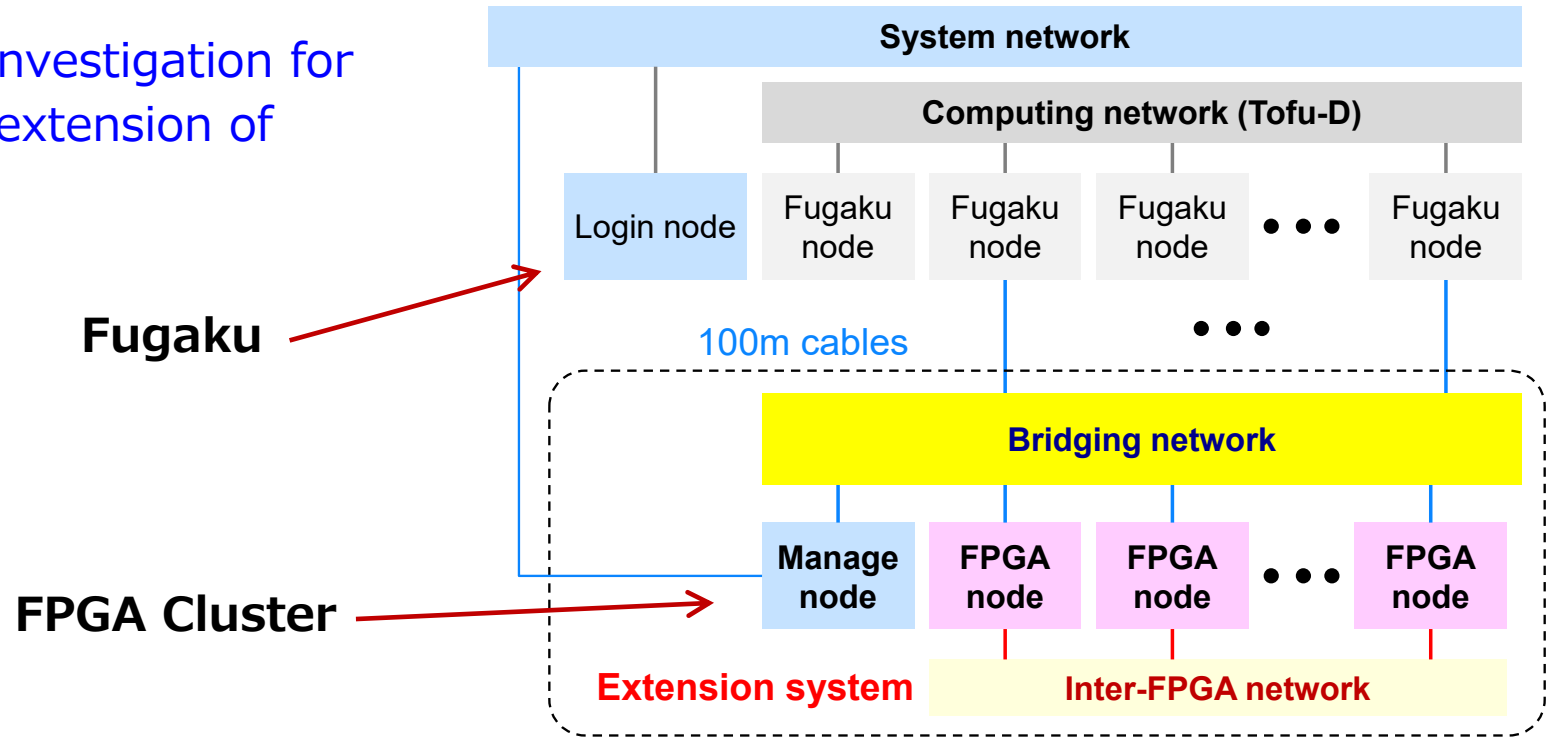 nvestigation for
extension of
System network
Computing network (Tofu-D)
Login node
Fugaku
node
Fugaku
node
Fugaku
node
Fugaku
node
Fugaku
100m cables
Bridging network
Manage
node
FPGA
node
FPGA
node
FPGA
node
FPGA Cluster
Extension system
Inter-FPGA network